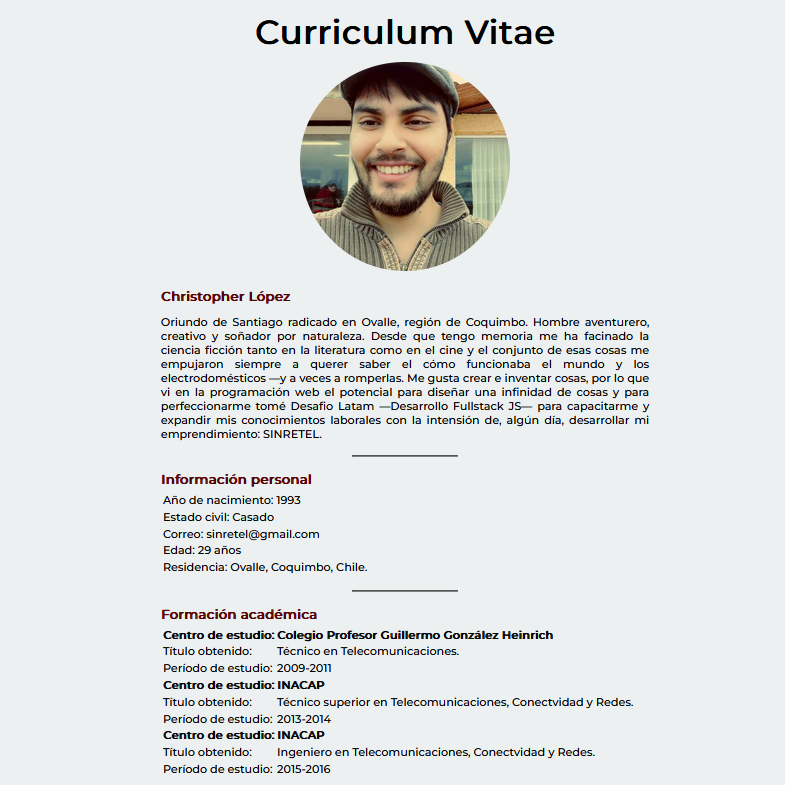 Curriculum Vitae
Christopher López
Oriundo de Santiago radicado en Ovalle, región de Coquimbo. Hombre aventurero,
creativo y soñador por naturaleza. Desde que tengo memoria me ha facinado la
ciencia ficción tanto en la literatura como en el cine y el conjunto de esas cosas me
empujaron siempre a querer saber el cómo funcionaba el mundo y los
electrodomésticos —y a veces a romperlas. Me gusta crear e inventar cosas, por lo que
vi en la programación web el potencial para diseñar una infinidad de cosas y para
perfeccionarme tomé Desafio Latam —Desarrollo Fullstack JS— para capacitarme y
expandir mis conocimientos laborales con la intensión de, algún día, desarrollar mi
emprendimiento: SINRETEL.
Información personal
Año de nacimiento: 1993
Estado civil: Casado
Correo: sinretel@gmail.com
Edad: 29 años
Residencia: Ovalle, Coquimbo, Chile.
Formación académica
Centro de estudio: Colegio Profesor Guillermo González Heinrich
Título obtenido: Técnico en Telecomunicaciones.
Período de estudio: 2009-2011
Centro de estudio: INACAP
Título obtenido: Técnico superior en Telecomunicaciones, Conectvidad y Redes.
Período de estudio: 2013-2014
Centro de estudio: INACAP
Título obtenido: Ingeniero en Telecomunicaciones, Conectvidad y Redes.
Período de estudio: 2015-2016